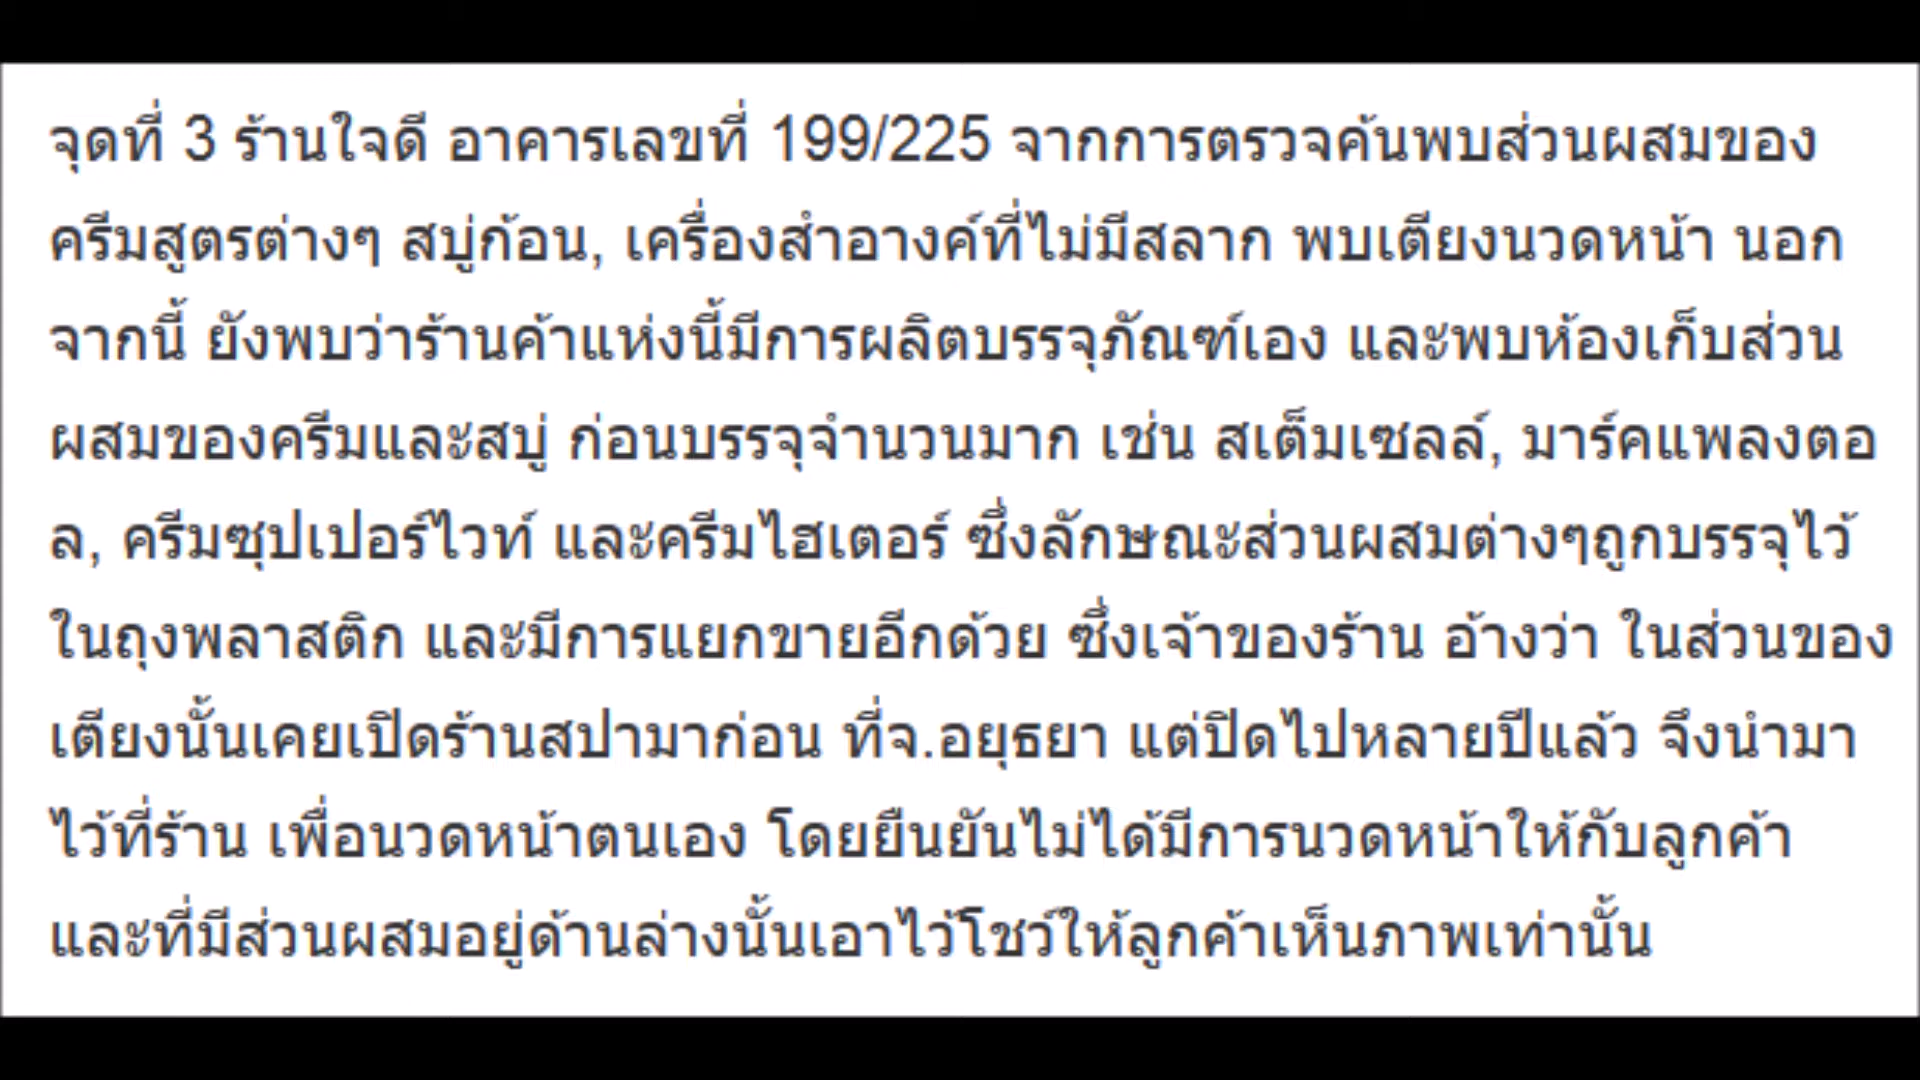 จุดที่ 3 ร้านใจดี อาคารเลขที่ 199/225 จากการตรวจค้นพบส่วนผสมของ
ครีมสูตรต่างๆ สบู่ก้อน, เครื่องสำอางค์ที่ไม่มีสลาก พบเตียงนวดหน้า นอก
จากนี้ ยังพบว่าร้านค้าแห่งนี้มีการผลิตบรรจุภัณฑ์เอง และพบห้องเก็บส่วน
ผสมของครีมและสบู่ ก่อนบรรจุจำนวนมาก เช่น สเต็มเซลล์, มาร์คแพลงตอ
ล, ครีมซุปเปอร์ไวท์ และครีมไฮเตอร์ ซึ่งลักษณะส่วนผสมต่างๆถูกบรรจุไว้
ในถุงพลาสติก และมีการแยกขายอีกด้วย ซึ่งเจ้าของร้าน อ้างว่า ในส่วนของ
เตียงนั้นเคยเปิดร้านสปามาก่อน ที่จ.อยุธยา แต่ปิดไปหลายปีแล้ว จึงนำมา
ไว้ที่ร้าน เพื่อนวดหน้าตนเอง โดยยืนยันไม่ได้มีการนวดหน้าให้กับลูกค้า
และที่มีส่วนผสมอยู่ด้านล่างนั้นเอาไว้โชว์ให้ลูกค้าเห็นภาพเท่านั้น